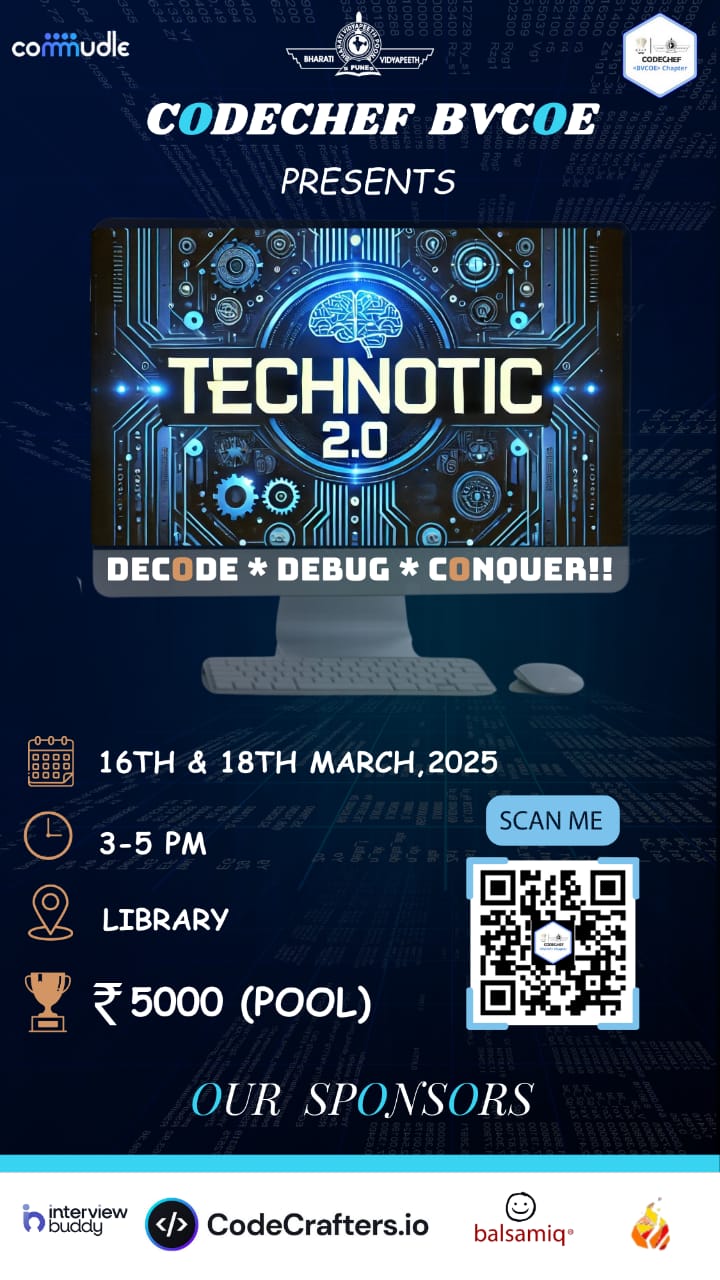 commudle
BHARATI VIDYAPEETH
PUNE
CODECHEF
<BVCOE> Chapter
CODECHEF BVCOE
PRESENTS
TECHNOTIC
2.0
DECODE * DEBUG * CONQUER!!
16TH & 18TH MARCH,2025
3-5 PM
LIBRARY
₹5000 (POOL)
SCAN ME
CODECHEF
OUR SPONSORS
interview
buddy
</> CodeCrafters.io
balsamiq®